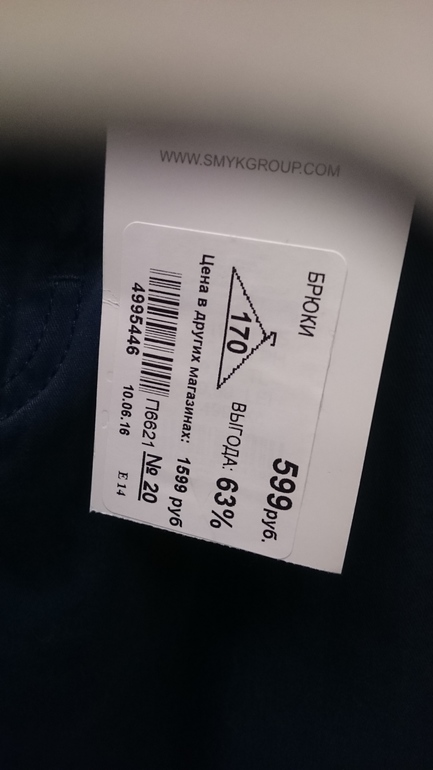 WWW.SMYKGROUP.COM
БРЮКИ
599руб.
170
ВЫГОДА: 63%
Цена в других магазинах: 1599 руб
П6621 № 20
4995446
10.06.16
E 14